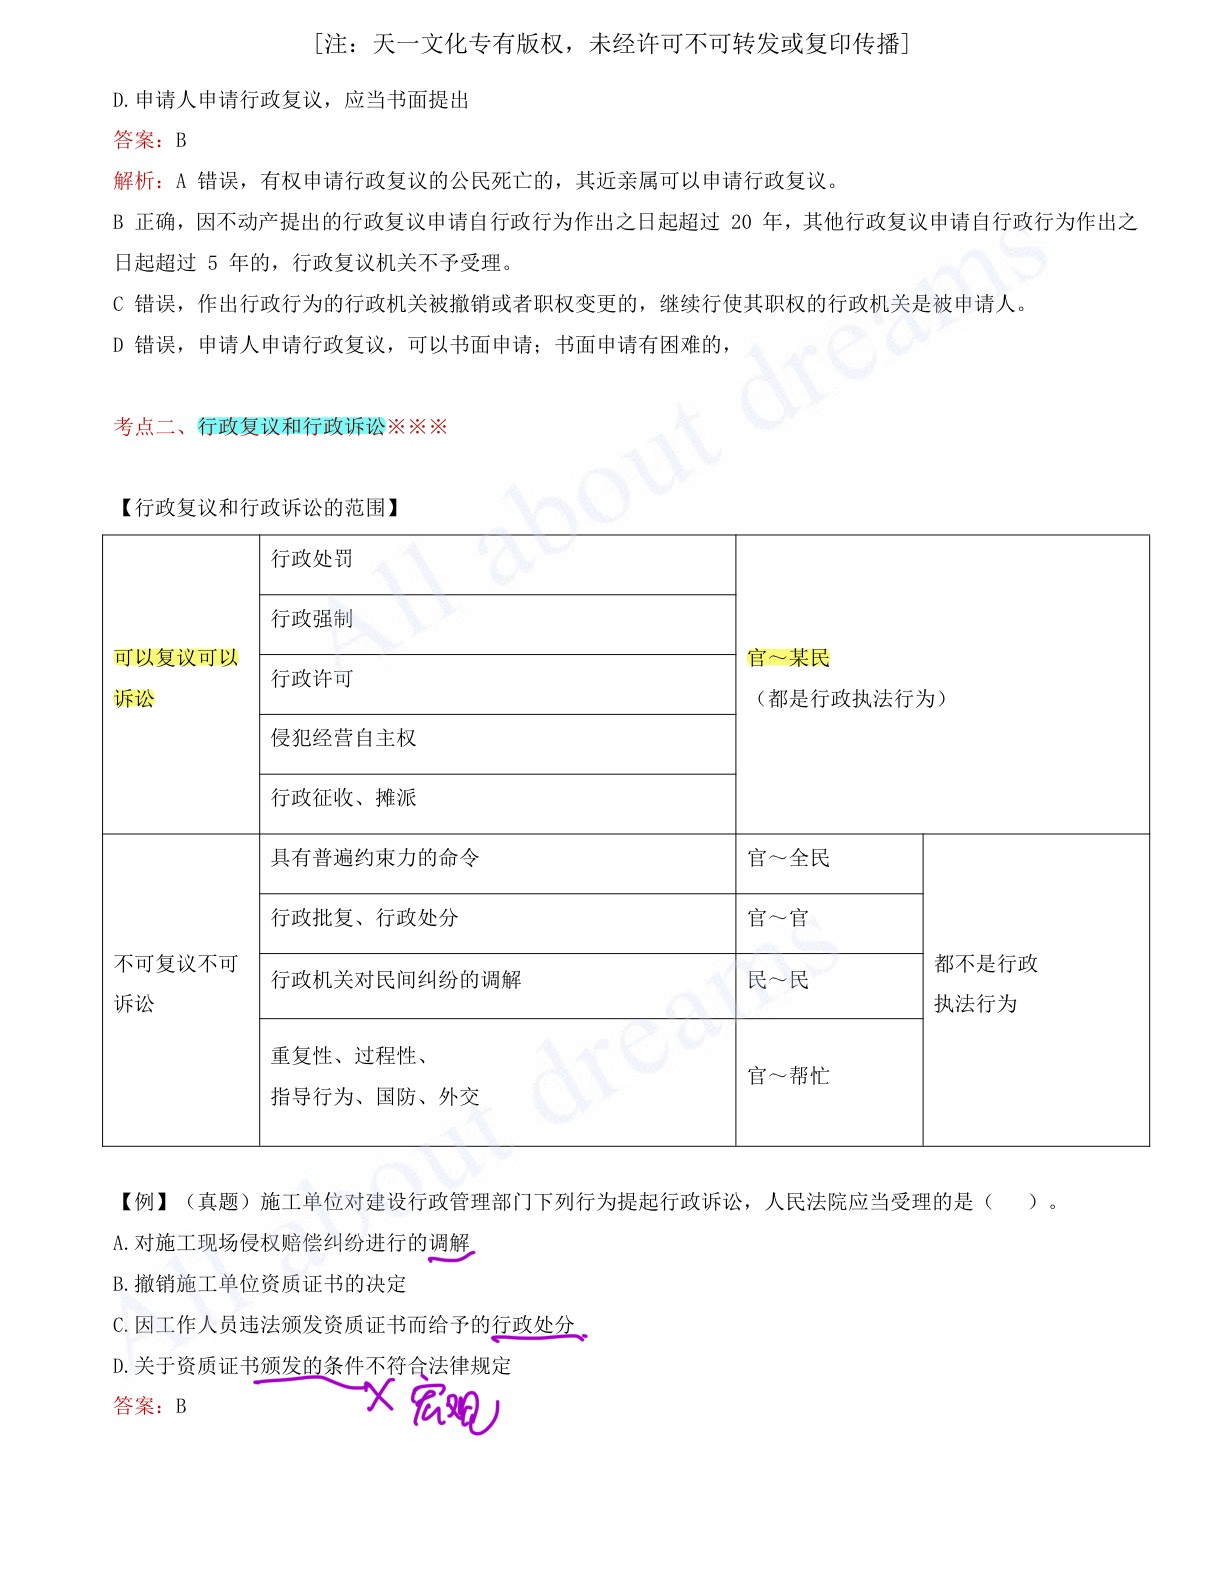 [注：天一文化专有版权，未经许可不可转发或复印传播]
D.申请人申请行政复议，应当书面提出
答案：B
解析：A 错误，有权申请行政复议的公民死亡的，其近亲属可以申请行政复议。
B 正确，因不动产提出的行政复议申请自行政行为作出之日起超过 20 年，其他行政复议申请自行政行为作出之
日起超过 5 年的，行政复议机关不予受理。
C 错误，作出行政行为的行政机关被撤销或者职权变更的，继续行使其职权的行政机关是被申请人。
D 错误，申请人申请行政复议，可以书面申请；书面申请有困难的，
考点二、行政复议和行政诉讼※※※
【行政复议和行政诉讼的范围】
可以复议可以
诉讼
行政处罚
行政强制
行政许可
侵犯经营自主权
行政征收、摊派
官～某民
（都是行政执法行为）
不可复议不可
诉讼
具有普遍约束力的命令
官～全民
行政批复、行政处分
官～官
行政机关对民间纠纷的调解
民～民
重复性、过程性、
指导行为、国防、外交
官～帮忙
都不是行政
执法行为
【例】（真题）施工单位对建设行政管理部门下列行为提起行政诉讼，人民法院应当受理的是（   ）。
A.对施工现场侵权赔偿纠纷进行的调解
B.撤销施工单位资质证书的决定
C.因工作人员违法颁发资质证书而给予的行政处分
D.关于资质证书颁发的条件不符合法律规定
答案：B
× 宏观
All about dreams
All about dreams